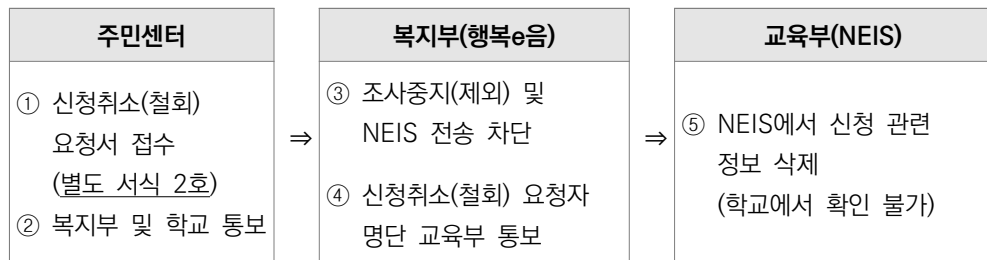 주민센터
① 신청취소(철회)
요청서 접수
(별도 서식 2호)
② 복지부 및 학교 통보
⇒
복지부(행복e음)
③ 조사중지(제외) 및
NEIS 전송 차단
④ 신청취소(철회) 요청자
명단 교육부 통보
⇒
교육부(NEIS)
⑤ NEIS에서 신청 관련
정보 삭제
(학교에서 확인 불가)